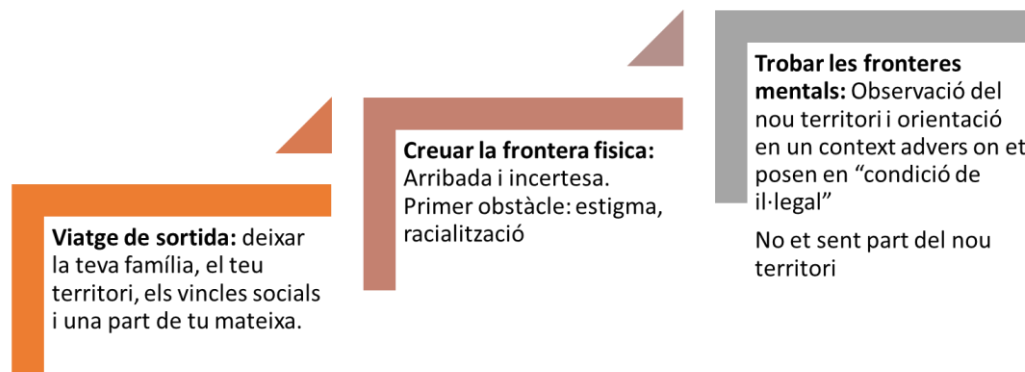 Viatge de sortida: deixar
la teva família, el teu
territori, els vincles socials
i una part de tu mateixa.
Creuar la frontera fisica:
Arribada i incertesa.
Primer obstàcle: estigma,
racialització
Trobar les fronteres
mentals: Observació del
nou territori i orientació
en un context advers on et
posen en “condició de
il·legal”
No et sent part del nou
territori